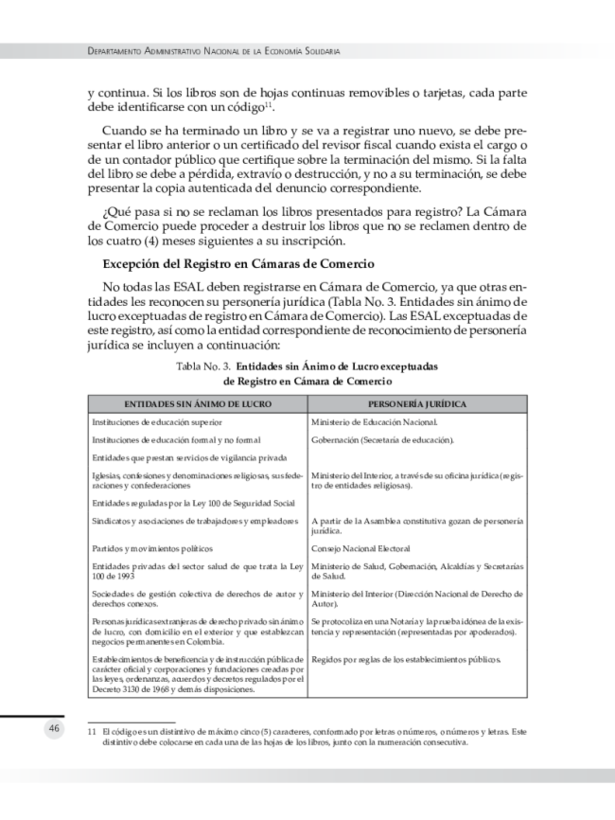 Departamento Administrativo Nacional de la Economía Solidaria
y continua. Si los libros son de hojas continuas removibles o tarjetas, cada parte
debe identificarse con un código11.
Cuando se ha terminado un libro y se va a registrar uno nuevo, se debe pre-
sentar el libro anterior o un certificado del revisor fiscal cuando exista el cargo o
de un contador público que certifique sobre la terminación del mismo. Si la falta
del libro se debe a pérdida, extravío o destrucción, y no a su terminación, se debe
presentar la copia autenticada del denuncio correspondiente.
¿Qué pasa si no se reclaman los libros presentados para registro? La Cámara
de Comercio puede proceder a destruir los libros que no se reclamen dentro de
los cuatro (4) meses siguientes a su inscripción.
Excepción del Registro en Cámaras de Comercio
No todas las ESAL deben registrarse en Cámara de Comercio, ya que otras en-
tidades les reconocen su personería jurídica (Tabla No. 3. Entidades sin ánimo de
lucro exceptuadas de registro en Cámara de Comercio). Las ESAL exceptuadas de
este registro, así como la entidad correspondiente de reconocimiento de personería
jurídica se incluyen a continuación:
Tabla No. 3. Entidades sin Ánimo de Lucro exceptuadas
de Registro en Cámara de Comercio
ENTIDADES SIN ÁNIMO DE LUCRO PERSONERÍA JURÍDICA
Instituciones de educación superior Ministerio de Educación Nacional.
Instituciones de educación formal y no formal Gobernación (Secretaría de educación).
Entidades que prestan servicios de vigilancia privada
Iglesias, confesiones y denominaciones religiosas, sus fede- Ministerio del Interior, a través de su oficina jurídica (regis-
raciones y confederaciones tro de entidades religiosas).
Entidades reguladas por la Ley 100 de Seguridad Social
Sindicatos y asociaciones de trabajadores y empleadores A partir de la Asamblea constitutiva gozan de personería
jurídica.
Partidos y movimientos políticos Consejo Nacional Electoral
Entidades privadas del sector salud de que trata la Ley Ministerio de Salud, Gobernación, Alcaldías y Secretarías
100 de 1993 de Salud.
Sociedades de gestión colectiva de derechos de autor y Ministerio del Interior (Dirección Nacional de Derecho de
derechos conexos. Autor).
Personas jurídicas extranjeras de derecho privado sin ánimo Se protocoliza en una Notaría y la prueba idónea de la exis-
de lucro, con domicilio en el exterior y que establezcan tencia y representación (representadas por apoderados).
negocios permanentes en Colombia.
Establecimientos de beneficencia y de instrucción pública de Regidos por reglas de los establecimientos públicos.
carácter oficial y corporaciones y fundaciones creadas por
las leyes, ordenanzas, acuerdos y decretos regulados por el
Decreto 3130 de 1968 y demás disposiciones.
46
11 El código es un distintivo de máximo cinco (5) caracteres, conformado por letras o números, o números y letras. Este
distintivo debe colocarse en cada una de las hojas de los libros, junto con la numeración consecutiva.